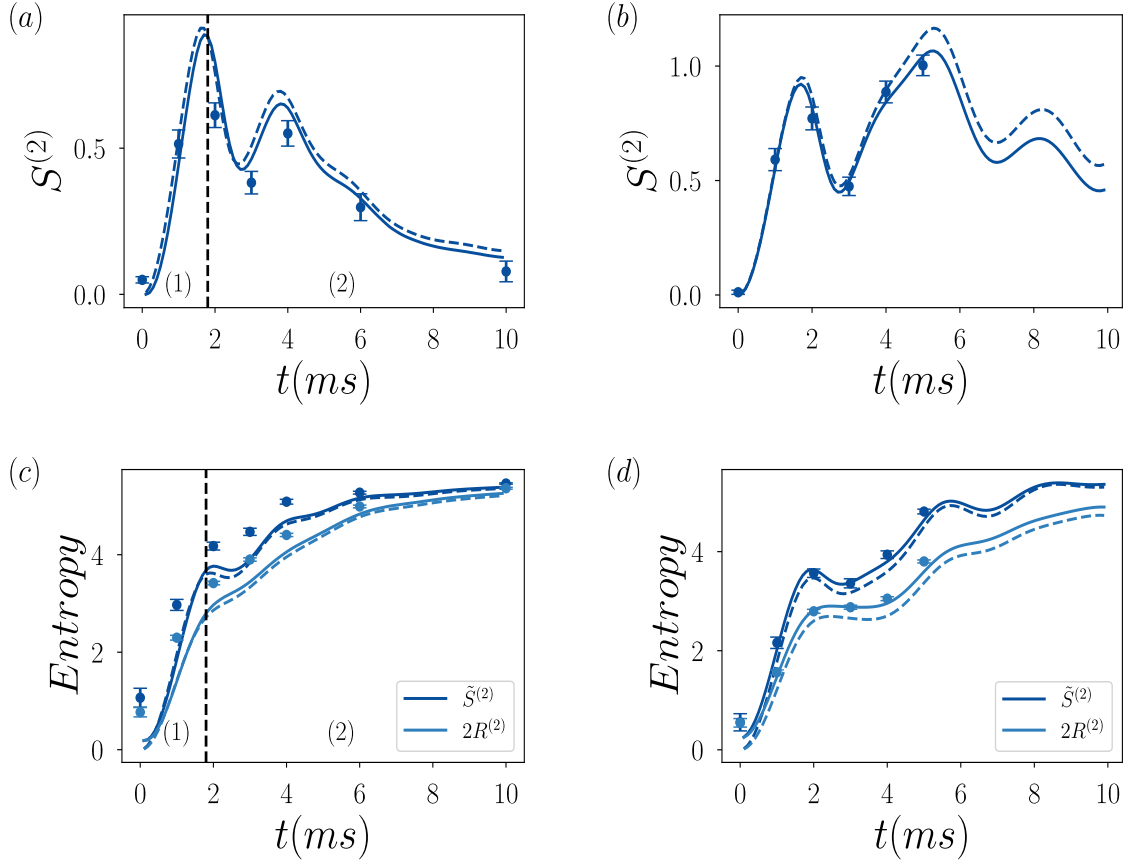 (a)
S(2)
0.5
0.0
(1)
(2)
0 2 4 6 8 10
t(ms)
(b)
S(2)
1.0
0.5
0.0
0 2 4 6 8 10
t(ms)
(c)
Entropy
4
2
0
(1)
(2)
S̃(2)
2R(2)
0 2 4 6 8 10
t(ms)
(d)
Entropy
4
2
0
S̃(2)
2R(2)
0 2 4 6 8 10
t(ms)